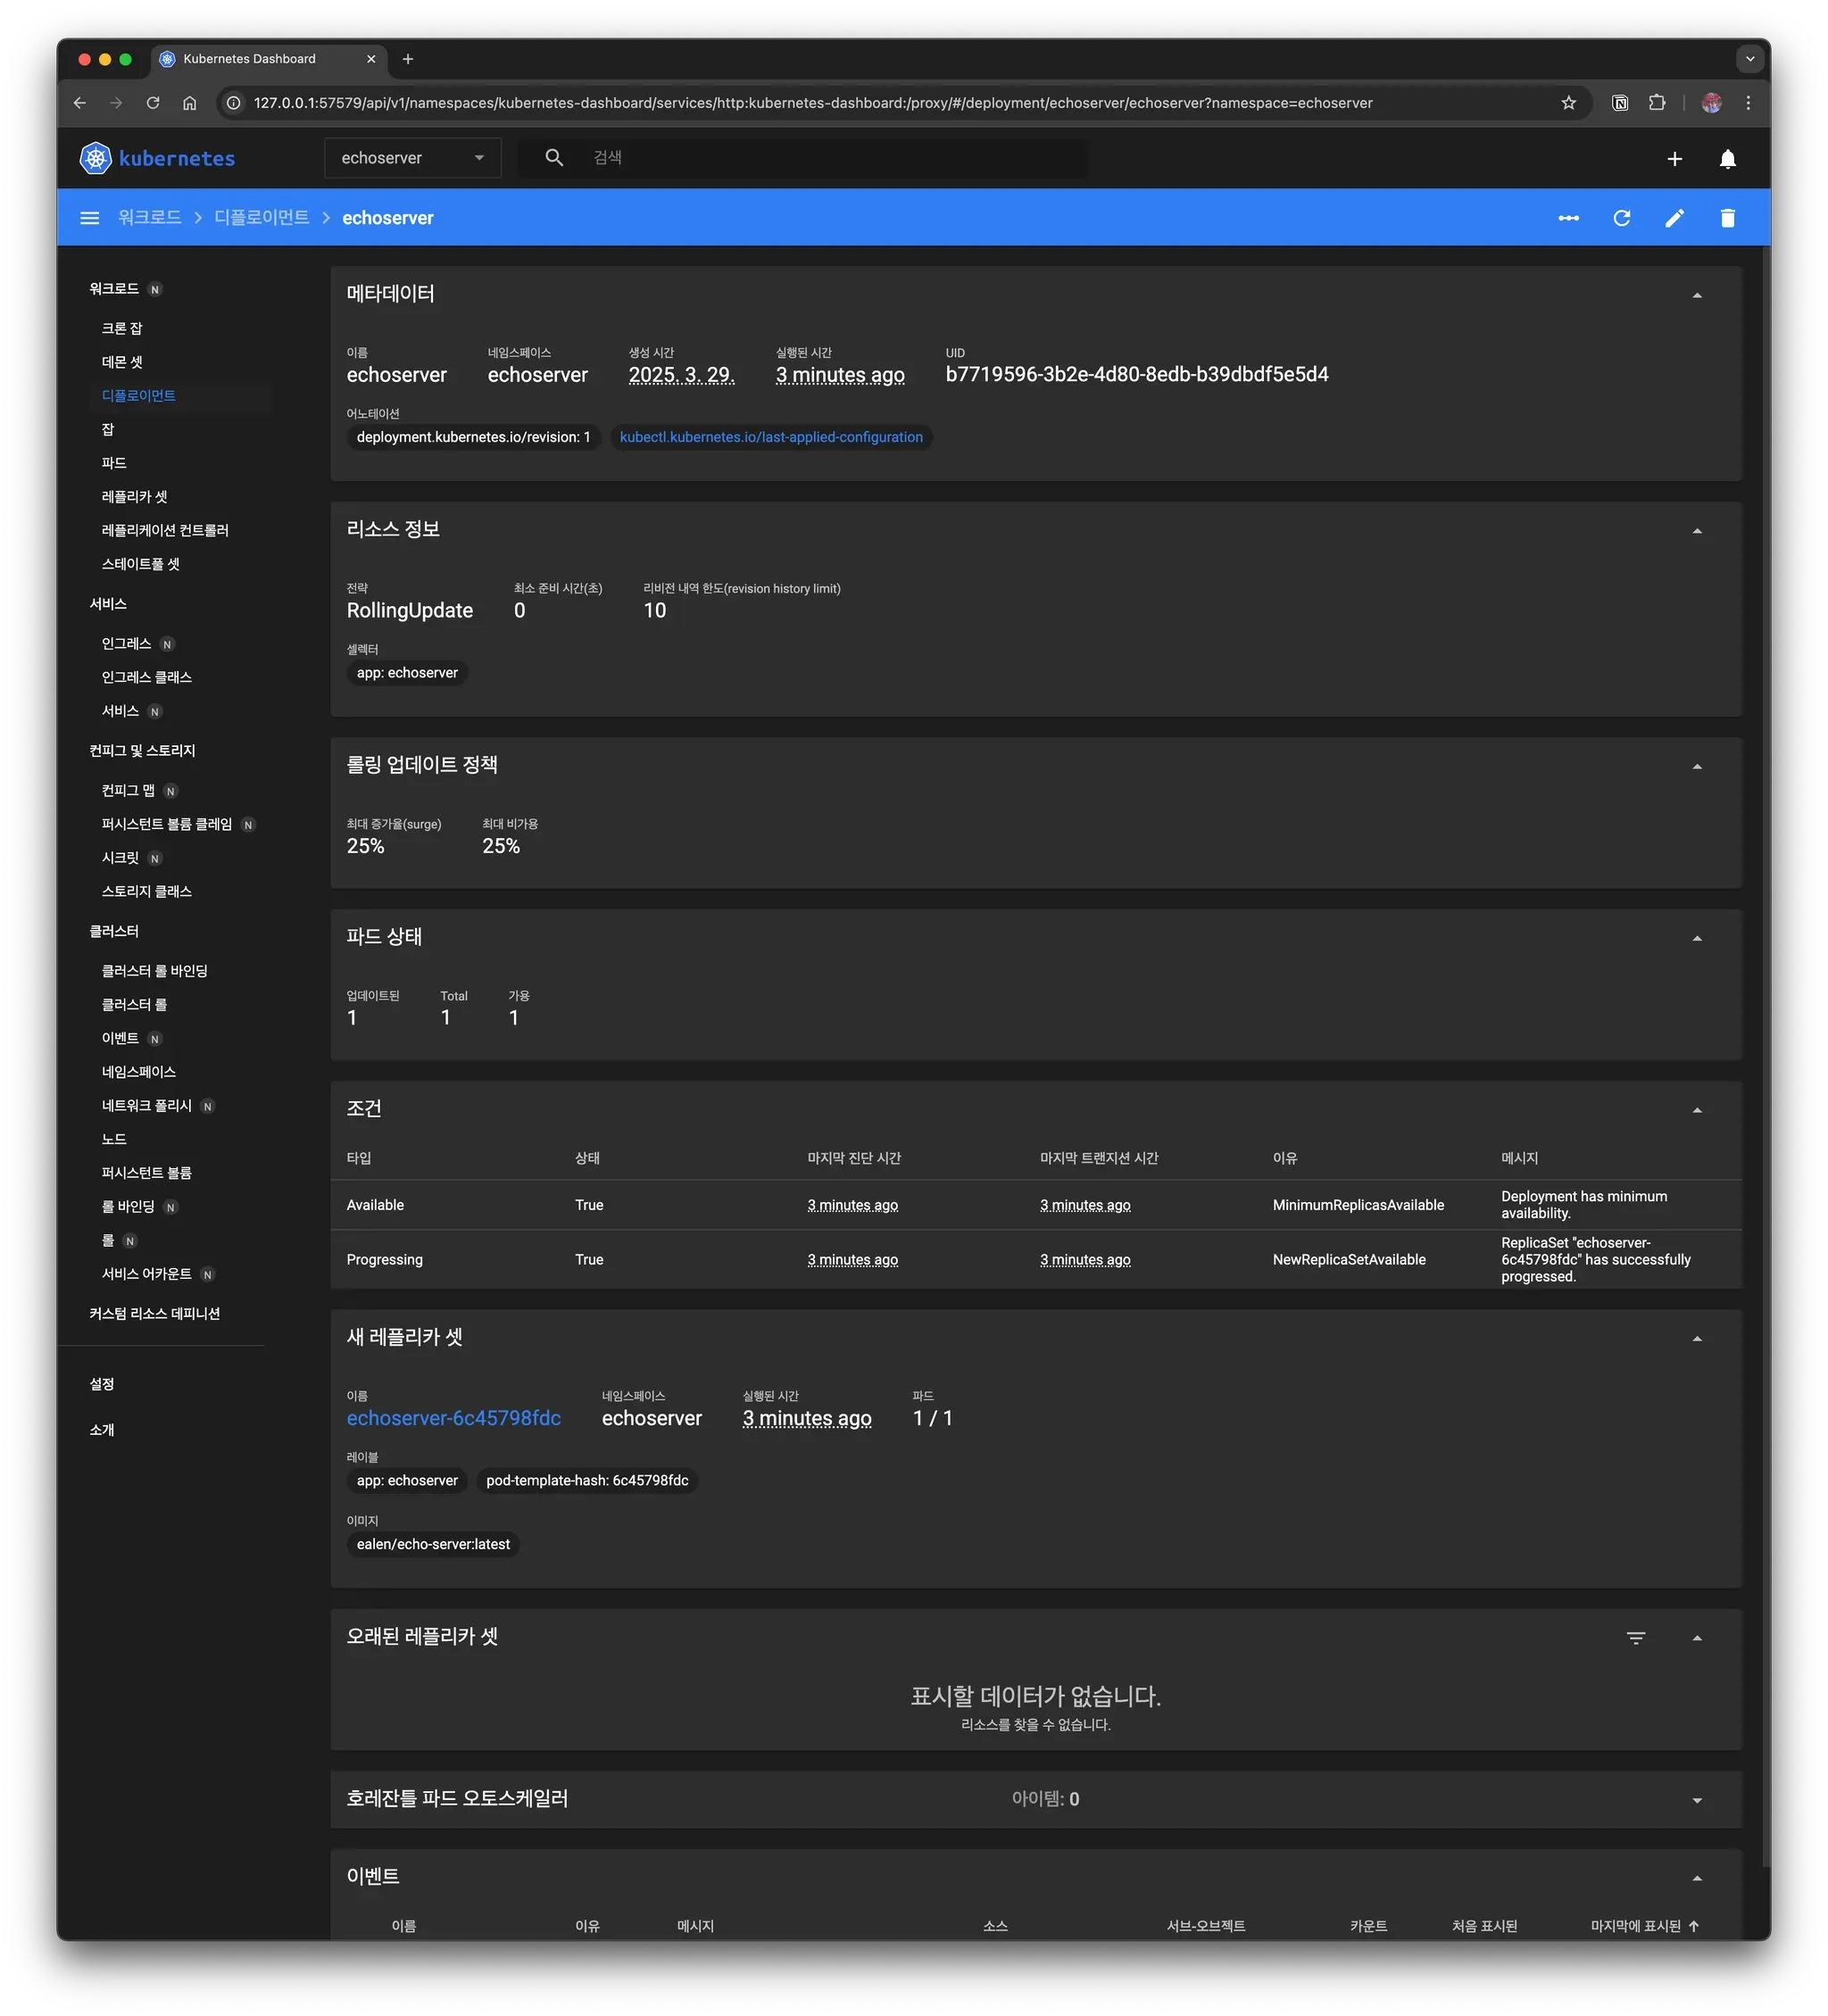 Kubernetes Dashboard
127.0.0.1:57579/api/v1/namespaces/kubernetes-dashboard/services/http:kubernetes-dashboard:/proxy/#/deployment/echoserver/echoserver?namespace=echoserver
kubernetes
echoserver
검색
워크로드 > 디플로이먼트 > echoserver
워크로드 N
크론 잡
데몬 셋
디플로이먼트
잡
파드
레플리카 셋
레플리케이션 컨트롤러
스테이트풀 셋
서비스
인그레스 N
인그레스 클래스
서비스 N
컨피그 및 스토리지
컨피그 맵 N
퍼시스턴트 볼륨 클레임 N
시크릿 N
스토리지 클래스
클러스터
클러스터 롤 바인딩
클러스터 롤
이벤트 N
네임스페이스
네트워크 폴리시 N
노드
퍼시스턴트 볼륨
롤 바인딩 N
롤 N
서비스 어카운트 N
커스텀 리소스 데피니션
설정
소개
메타데이터
이름 네임스페이스 생성 시간 실행된 시간 UID
echoserver echoserver 2025. 3. 29. 3 minutes ago b7719596-3b2e-4d80-8edb-b39dbdf5e5d4
어노테이션
deployment.kubernetes.io/revision: 1 kubectl.kubernetes.io/last-applied-configuration
리소스 정보
전략 최소 준비 시간(초) 리비전 내역 한도(revision history limit)
RollingUpdate 0 10
셀렉터
app: echoserver
롤링 업데이트 정책
최대 증가율(surge) 최대 비가용
25% 25%
파드 상태
업데이트된 Total 가용
1 1 1
조건
타입 상태 마지막 진단 시간 마지막 트랜지션 시간 이유 메시지
Available True 3 minutes ago 3 minutes ago MinimumReplicasAvailable Deployment has minimum
availability.
Progressing True 3 minutes ago 3 minutes ago NewReplicaSetAvailable ReplicaSet "echoserver-
6c45798fdc" has successfully
progressed.
새 레플리카 셋
이름 네임스페이스 실행된 시간 파드
echoserver-6c45798fdc echoserver 3 minutes ago 1 / 1
레이블
app: echoserver pod-template-hash: 6c45798fdc
이미지
ealen/echo-server:latest
오래된 레플리카 셋
표시할 데이터가 없습니다.
리소스를 찾을 수 없습니다.
호레잔틀 파드 오토스케일러 아이템: 0
이벤트
이름 이유 메시지 소스 서브-오브젝트 카운트 처음 표시된 마지막에 표시된